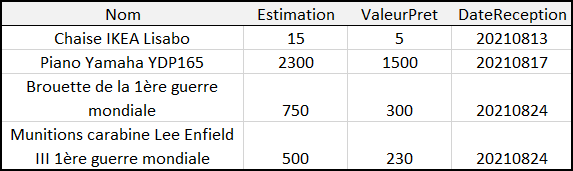 Nom Estimation ValeurPret DateReception
Chaise IKEA Lisabo 15 5 20210813
Piano Yamaha YDP165 2300 1500 20210817
Brouette de la 1ère guerre
mondiale 750 300 20210824
Munitions carabine Lee Enfield
III 1ère guerre mondiale 500 230 20210824